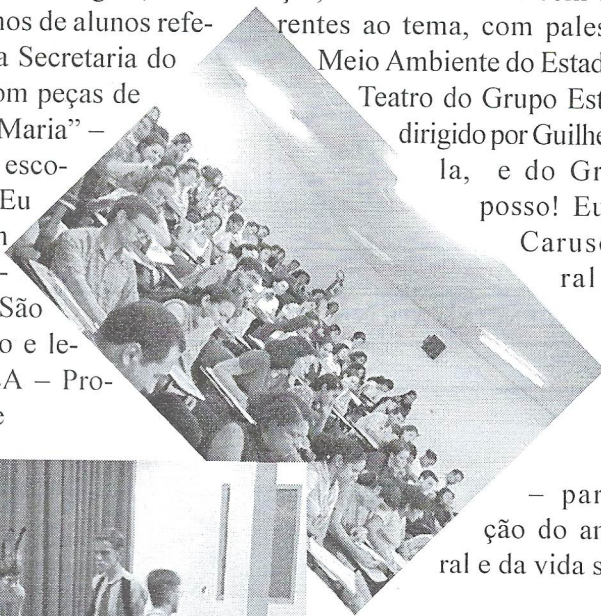 nos de alunos refe-
a Secretaria do
om peças de
Maria” –
esco-
Eu
-
São
o e le-
A – Pro-
e
rentes ao tema, com pales
Meio Ambiente do Estad
Teatro do Grupo Est
dirigido por Guilhe
la, e do Gr
posso! Eu
Caruso
ral
– par
ção do ar
ral e da vida s